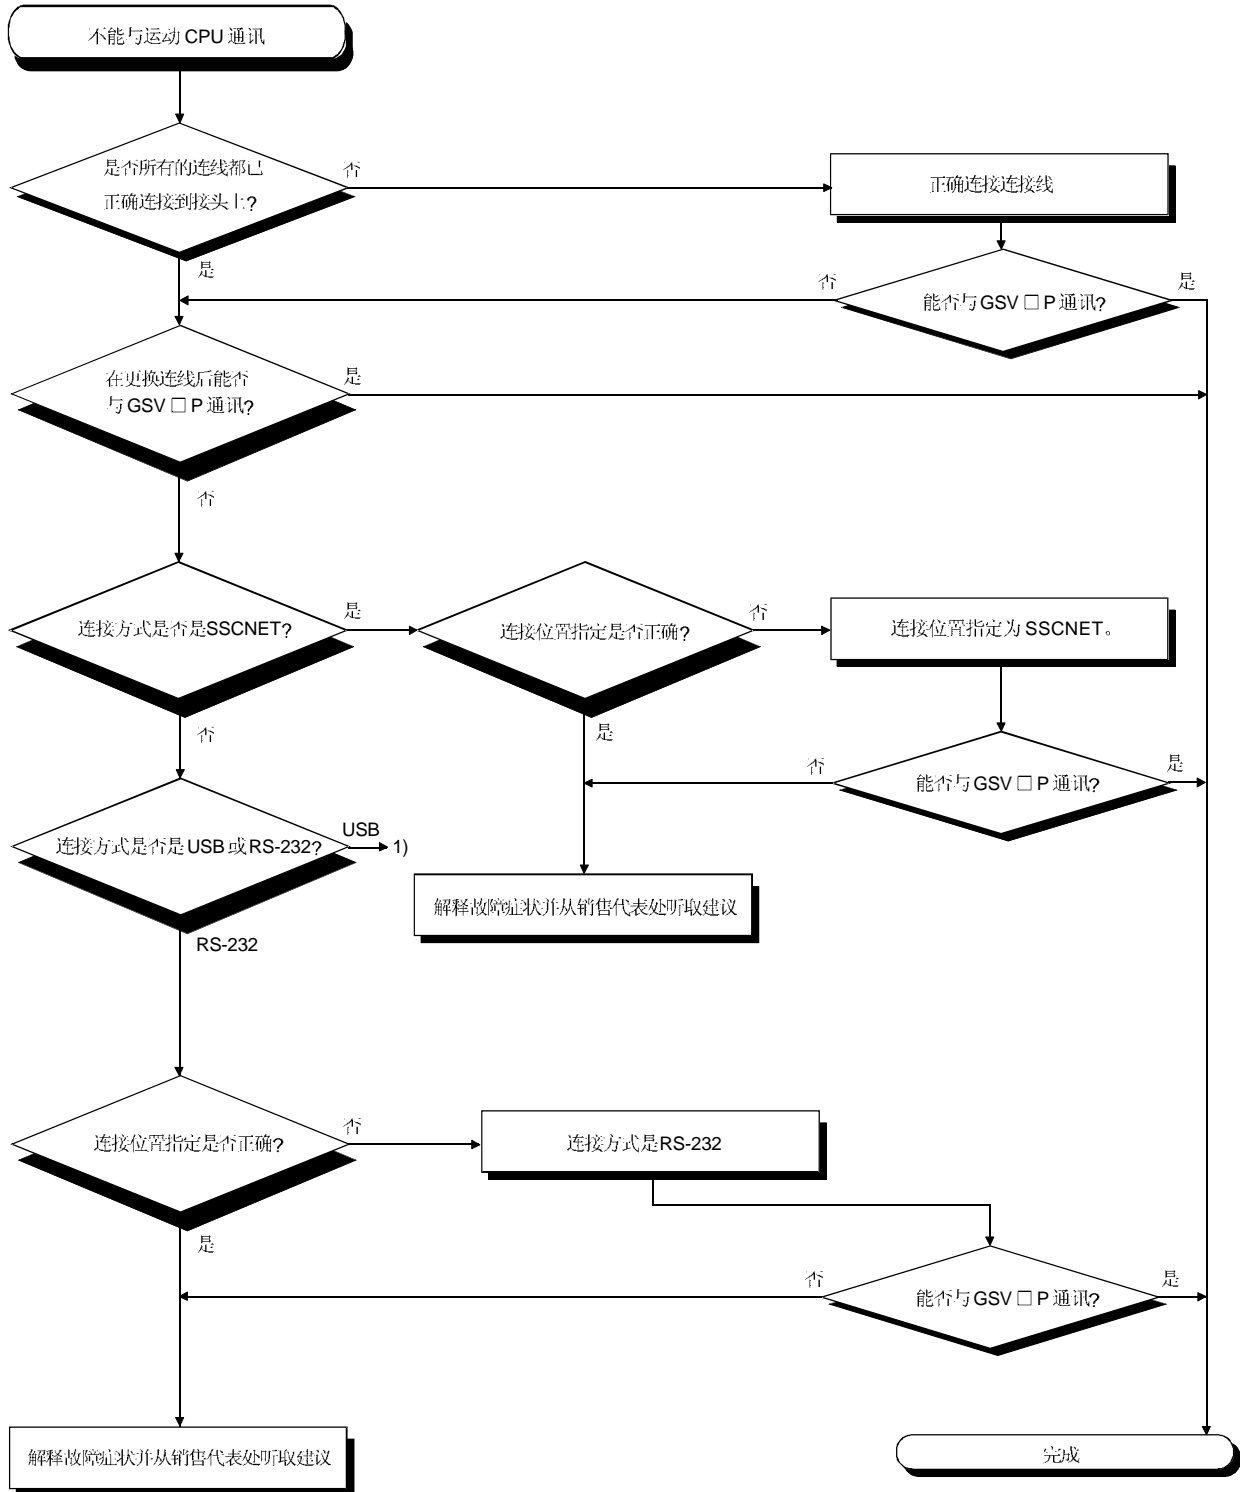 不能与运动 CPU 通讯
是否所有的连线都已
正确连接到接头上?
否
正确连接连接线
是
否
能否与 GSV □ P 通讯?
是
在更换连线后能否
与 GSV □ P 通讯?
是
否
连接方式是否是SSCNET?
是
连接位置指定是否正确?
否
连接位置指定为 SSCNET。
否
是
否
能否与 GSV □ P 通讯?
是
连接方式是否是 USB 或 RS-232?
USB
1)
解释故障症状并从销售代表处听取建议
RS-232
连接位置指定是否正确?
否
连接方式是RS-232
是
否
能否与 GSV □ P 通讯?
是
解释故障症状并从销售代表处听取建议
完成